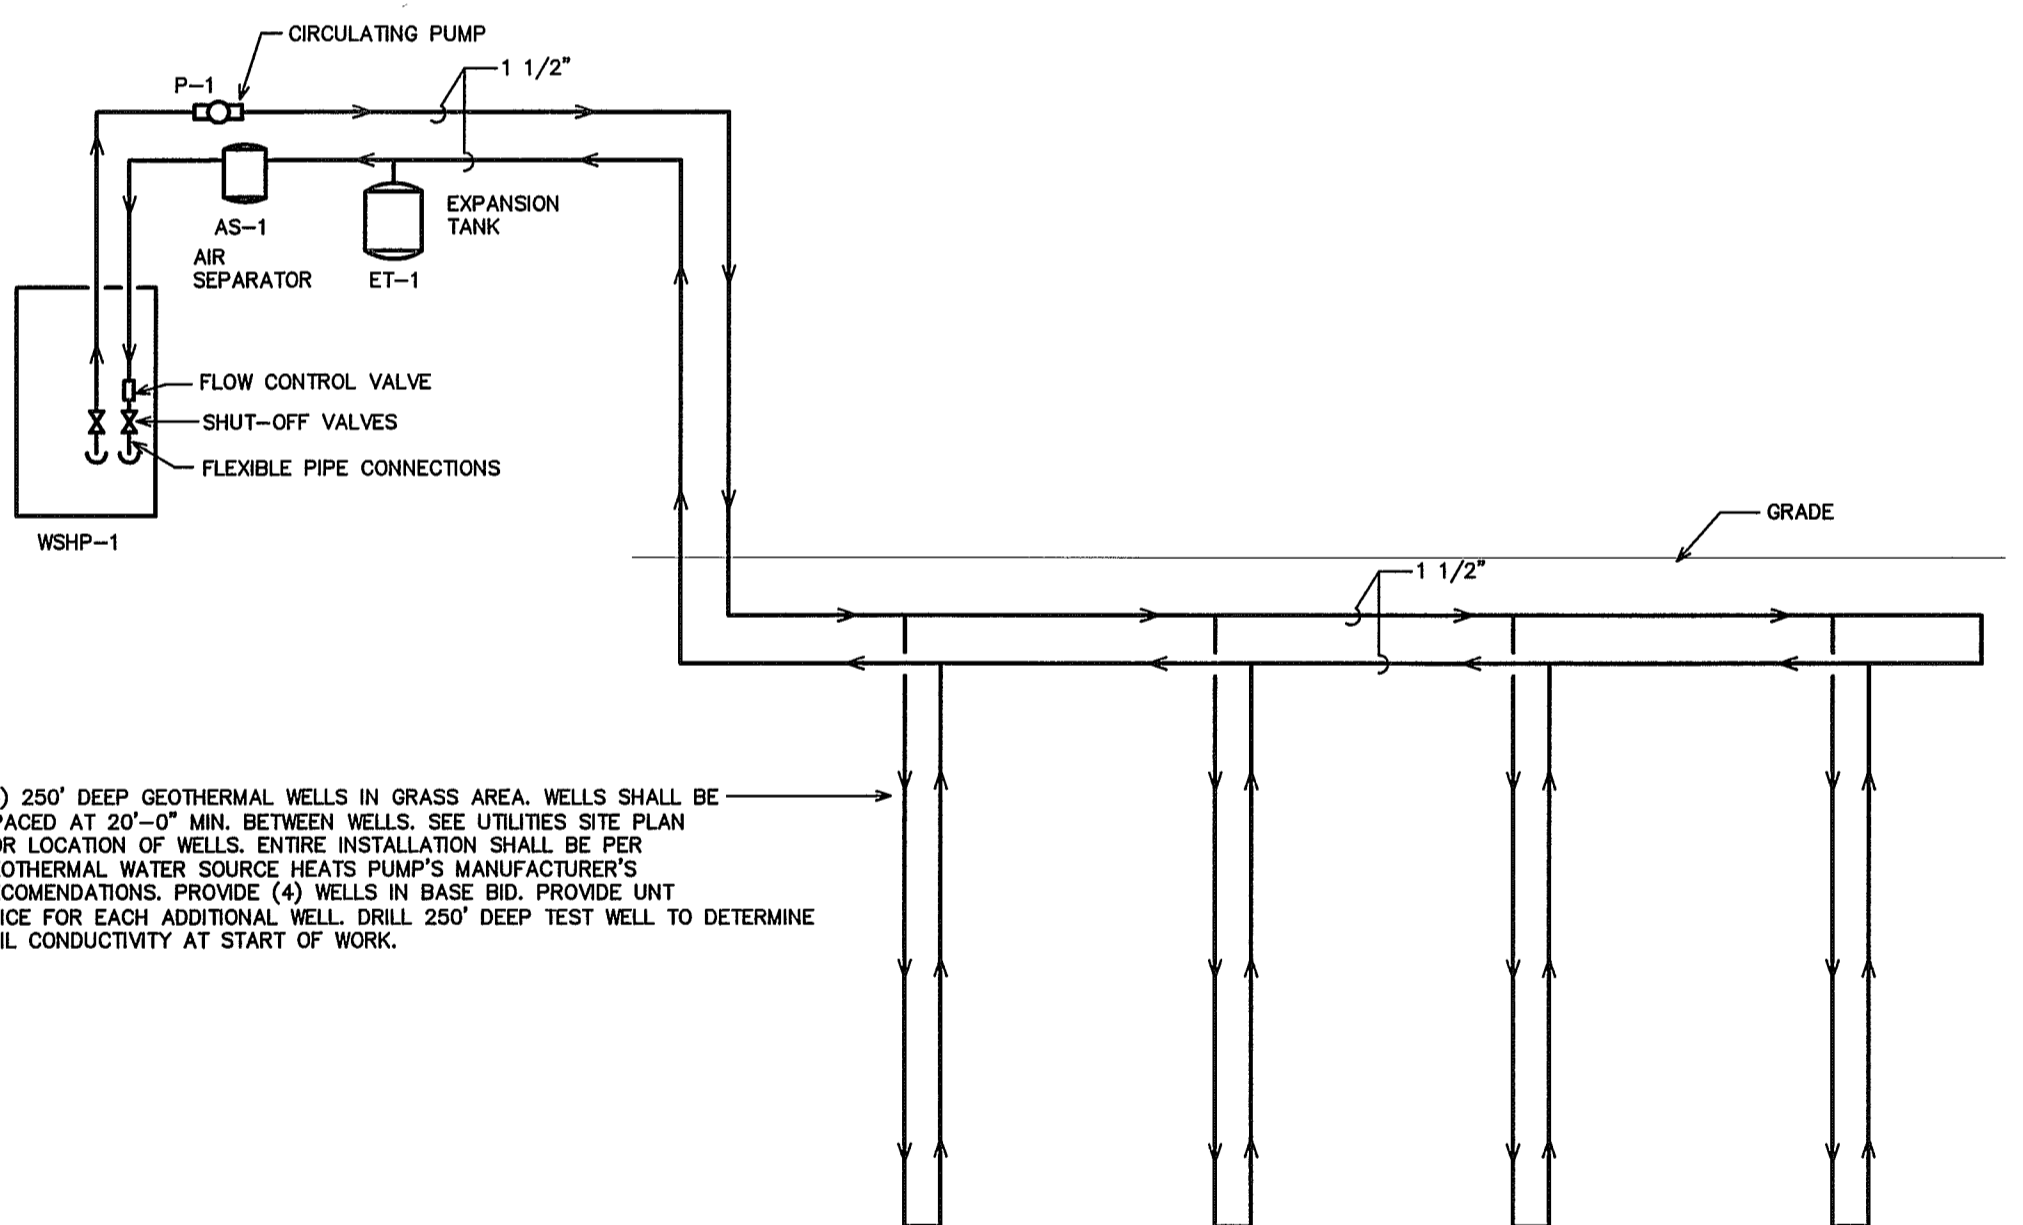 CIRCULATING PUMP
1 1/2"
P-1
EXPANSION
TANK
AS-1
AIR
SEPARATOR
ET-1
FLOW CONTROL VALVE
SHUT-OFF VALVES
FLEXIBLE PIPE CONNECTIONS
WSHP-1
GRADE
1 1/2"
) 250' DEEP GEOTHERMAL WELLS IN GRASS AREA. WELLS SHALL BE
PACED AT 20'-0" MIN. BETWEEN WELLS. SEE UTILITIES SITE PLAN
OR LOCATION OF WELLS. ENTIRE INSTALLATION SHALL BE PER
EOTHERMAL WATER SOURCE HEATS PUMP'S MANUFACTURER'S
ECOMENDATIONS. PROVIDE (4) WELLS IN BASE BID. PROVIDE UNT
ICE FOR EACH ADDITIONAL WELL. DRILL 250' DEEP TEST WELL TO DETERMINE
IL CONDUCTIVITY AT START OF WORK.